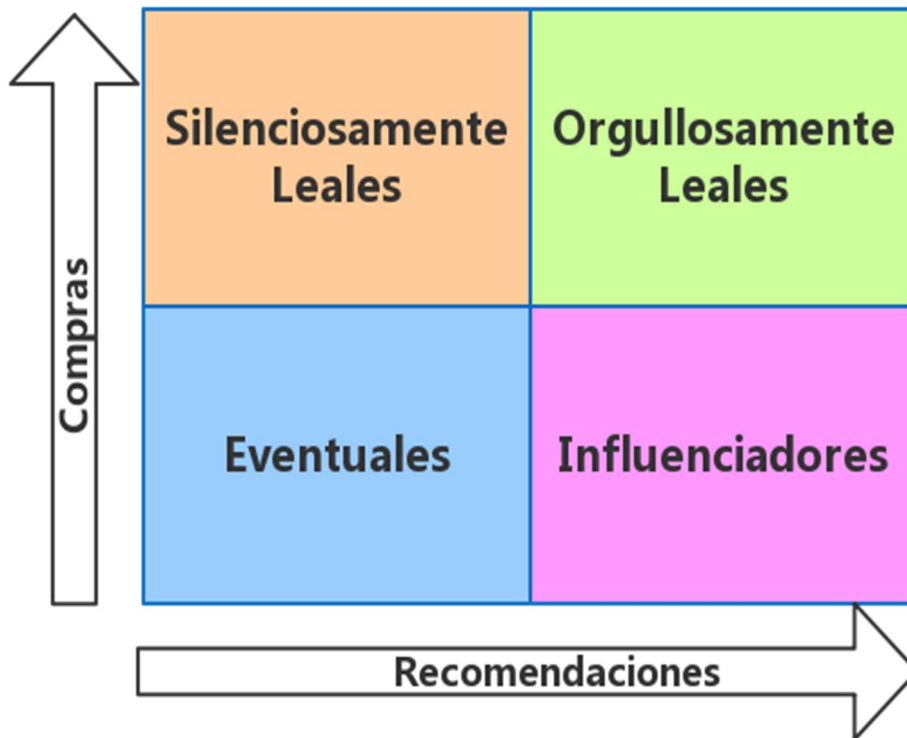 Silenciosamente
Leales
Orgullosamente
Leales
Compras
Eventuales
Influenciadores
Recomendaciones